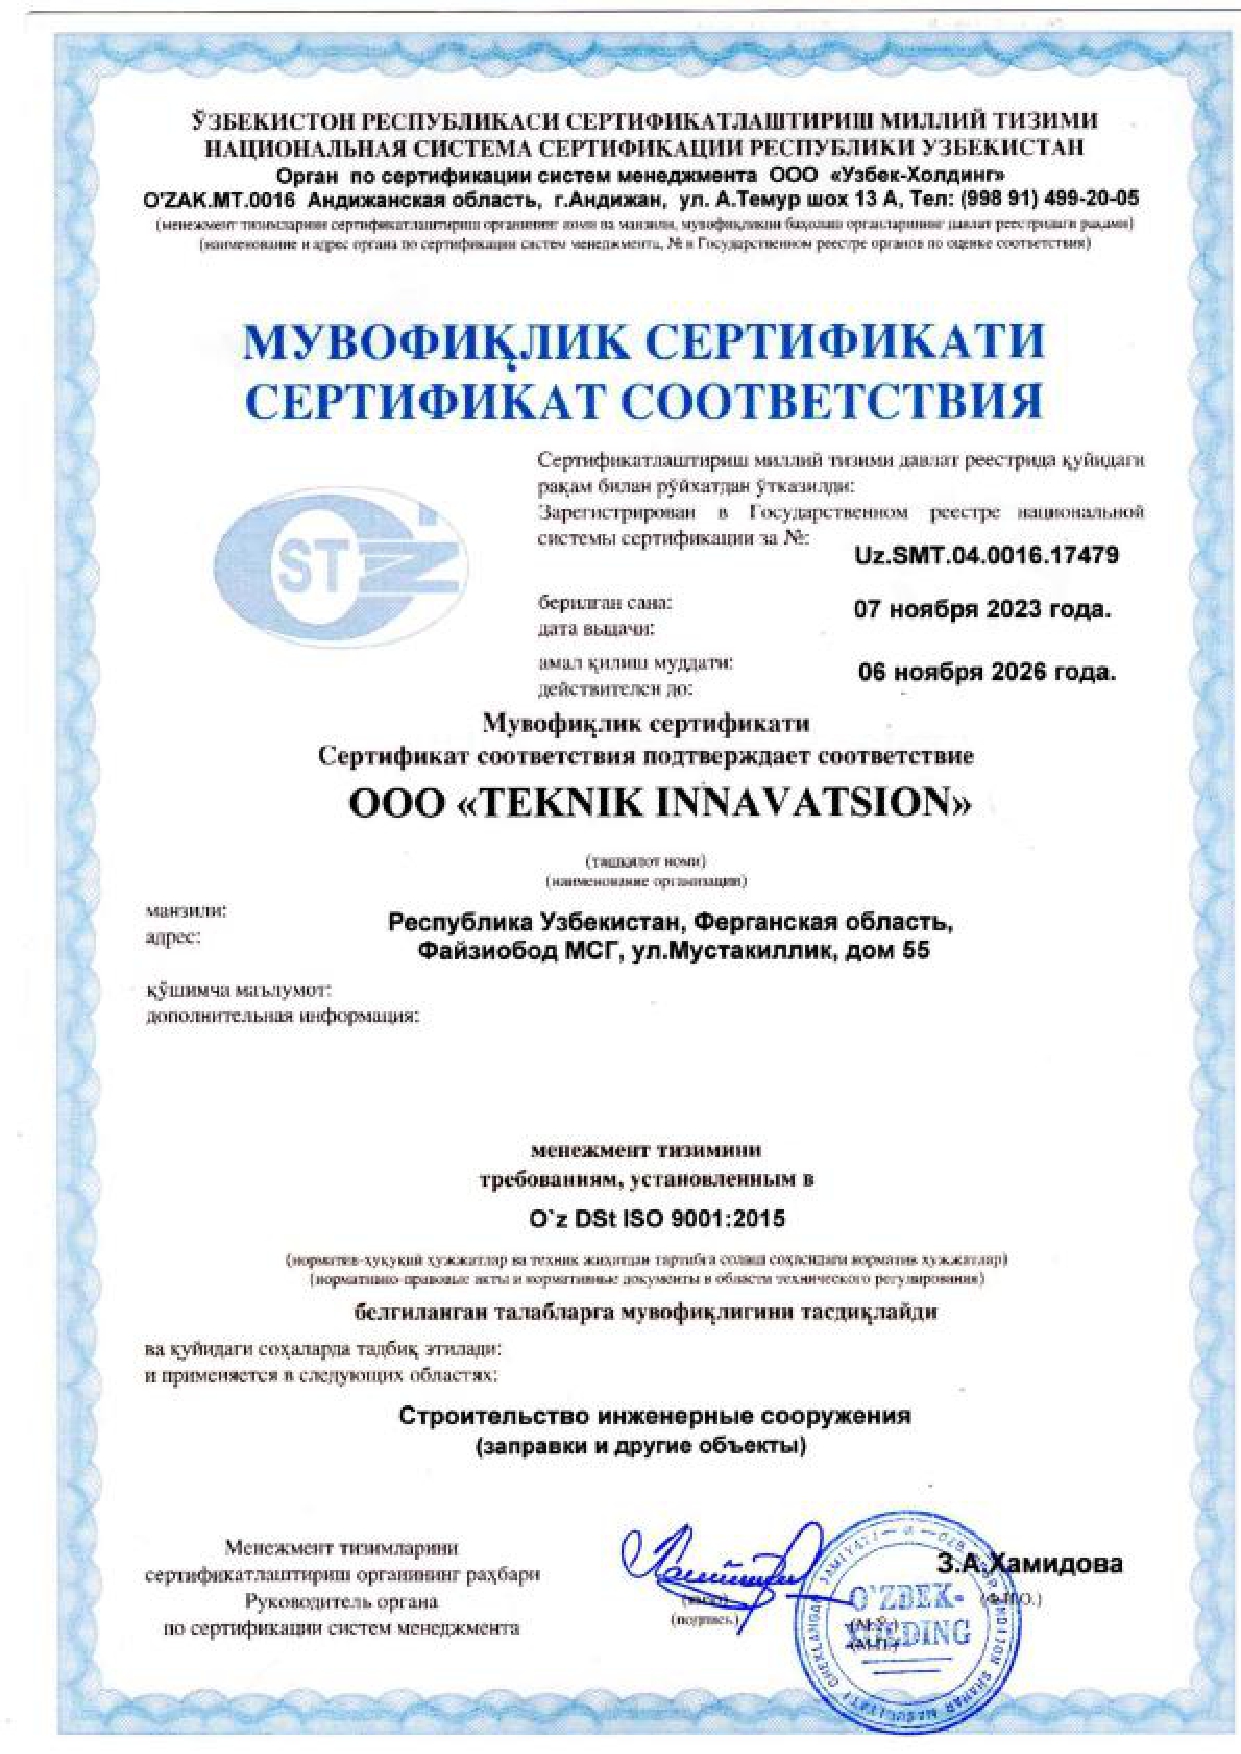 ЎЗБЕКИСТОН РЕСПУБЛИКАСИ СЕРТИФИКАТЛАШТИРИШ МИЛЛИЙ ТИЗИМИ
НАЦИОНАЛЬНАЯ СИСТЕМА СЕРТИФИКАЦИИ РЕСПУБЛИКИ УЗБЕКИСТАН
Орган по сертификации систем менеджмента ООО «Узбек-Холдинг»
O'ZAK.MT.0016 Андижанская область, г.Андижан, ул. А.Темур шох 13 А, Тел: (998 91) 499-20-05
(менежмент тизимларини сертификатлаштириш органининг номи ва манзили, мувофиқликни баҳолаш органларининг давлат реестридаги рақами)
(наименование и адрес органа по сертификации систем менеджмента, № в Государственном реестре органов по оценке соответствия)
МУВОФИҚЛИК СЕРТИФИКАТИ
СЕРТИФИКАТ СООТВЕТСТВИЯ
Сертификатлаштириш миллий тизими давлат реестрида қуйидаги
рақам билан рўйхатдан ўтказилди:
Зарегистрирован в Государственном реестре национальной
системы сертификации за №:
Uz.SMT.04.0016.17479
ST
берилган сана:
дата выдачи:
07 ноября 2023 года.
амал қилиш муддати:
действителен до:
06 ноября 2026 года.
Мувофиқлик сертификати
Сертификат соответствия подтверждает соответствие
ООО «TEKNIK INNAVATSION»
(ташкилот номи)
(наименование организации)
манзили:
адрес:
Республика Узбекистан, Ферганская область,
Файзиобод МСГ, ул.Мустакиллик, дом 55
қўшимча маълумот:
дополнительная информация:
менежмент тизимини
требованиям, установленным в
O`z DSt ISO 9001:2015
(норматив-ҳуқуқий ҳужжатлар ва техник жиҳатдан тартибга солиш соҳасидаги норматив ҳужжатлар)
(нормативно-правовые акты и нормативные документы в области технического регулирования)
белгиланган талабларга мувофиқлигини тасдиқлайди
ва қуйидаги соҳаларда тадбиқ этилади:
и применяется в следующих областях:
Строительство инженерные сооружения
(заправки и другие объекты)
Менежмент тизимларини
сертификатлаштириш органининг раҳбари
Руководитель органа
по сертификации систем менеджмента
(имзо)
(подпись)
З.А.Хамидова
(Ф.И.О.)
(М.Ў.)
(М.П.)
O'ZBEK-
XOLDING